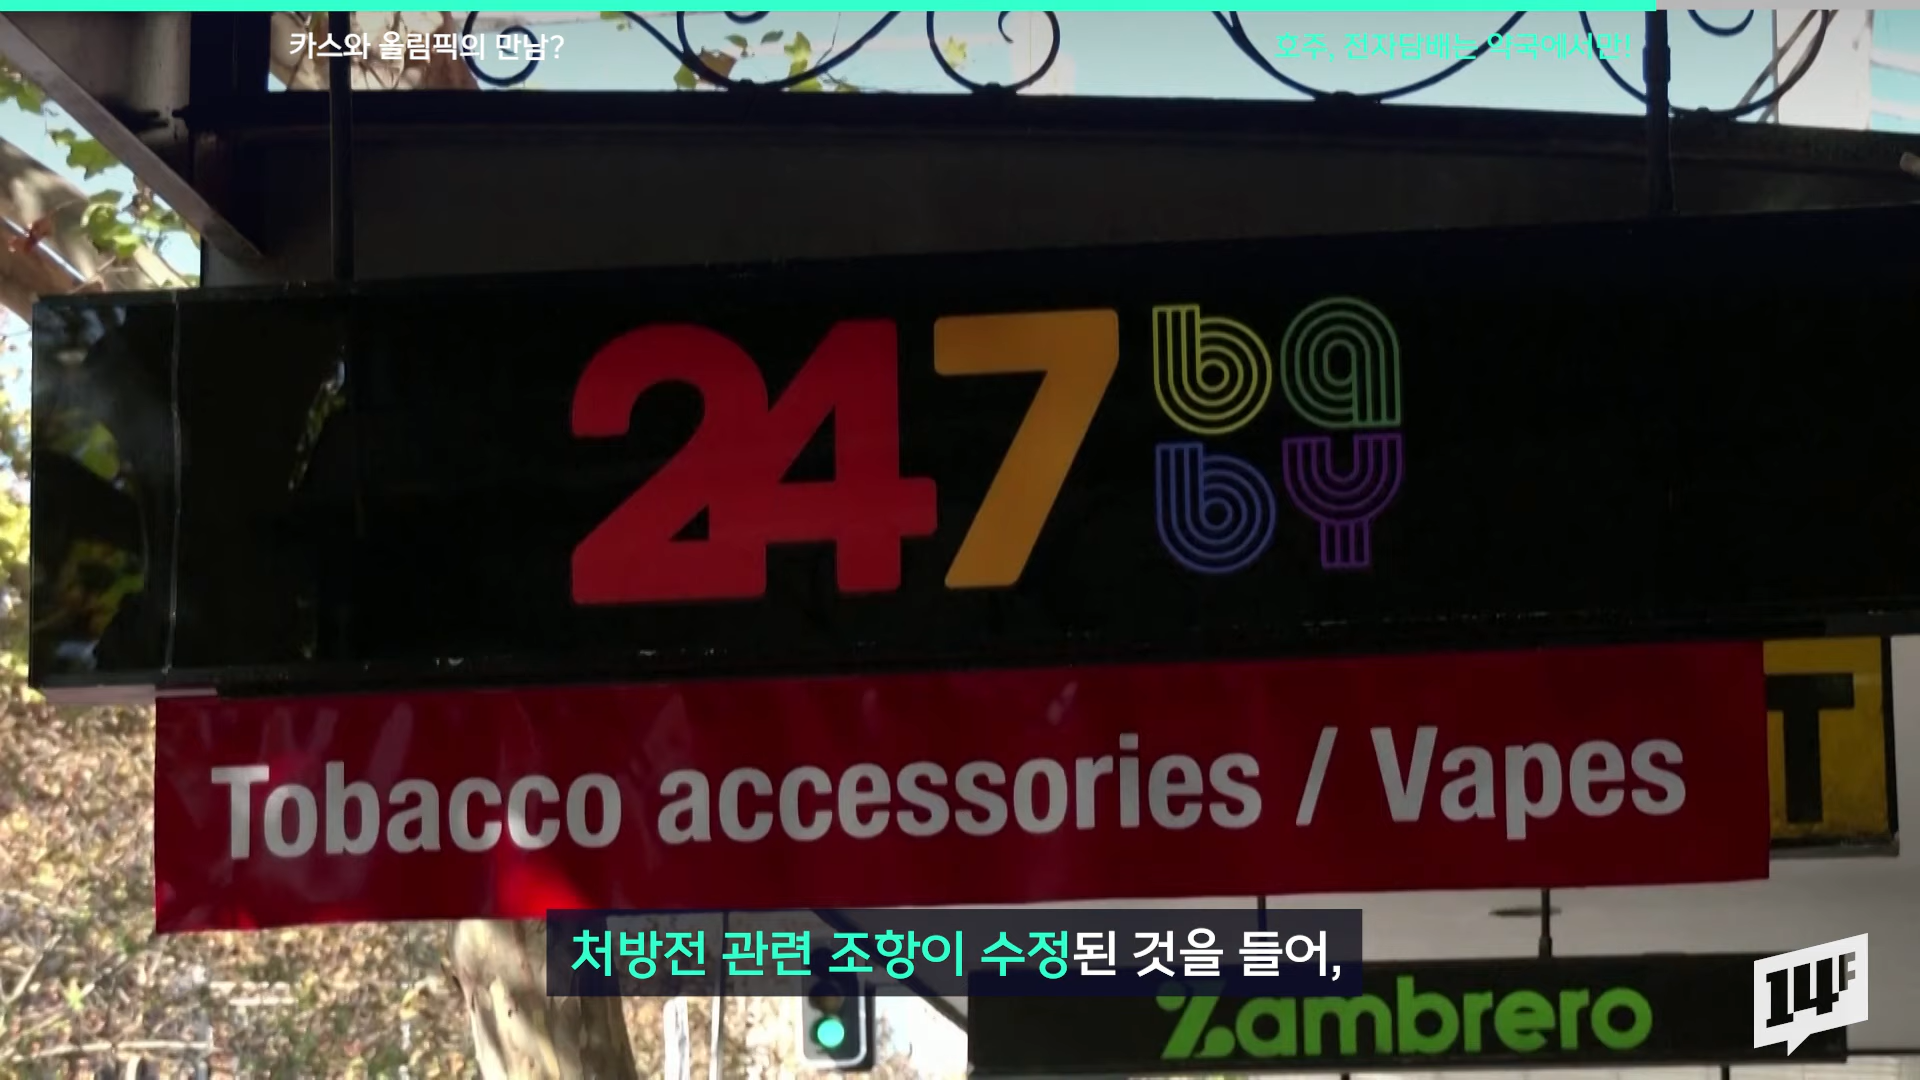 카스와 올림픽의 만남?
호주, 전자담배는 약국에서만!
247 baby
Tobacco accessories / Vapes
T
처방전 관련 조항이 수정된 것을 들어,
Zambrero
14F